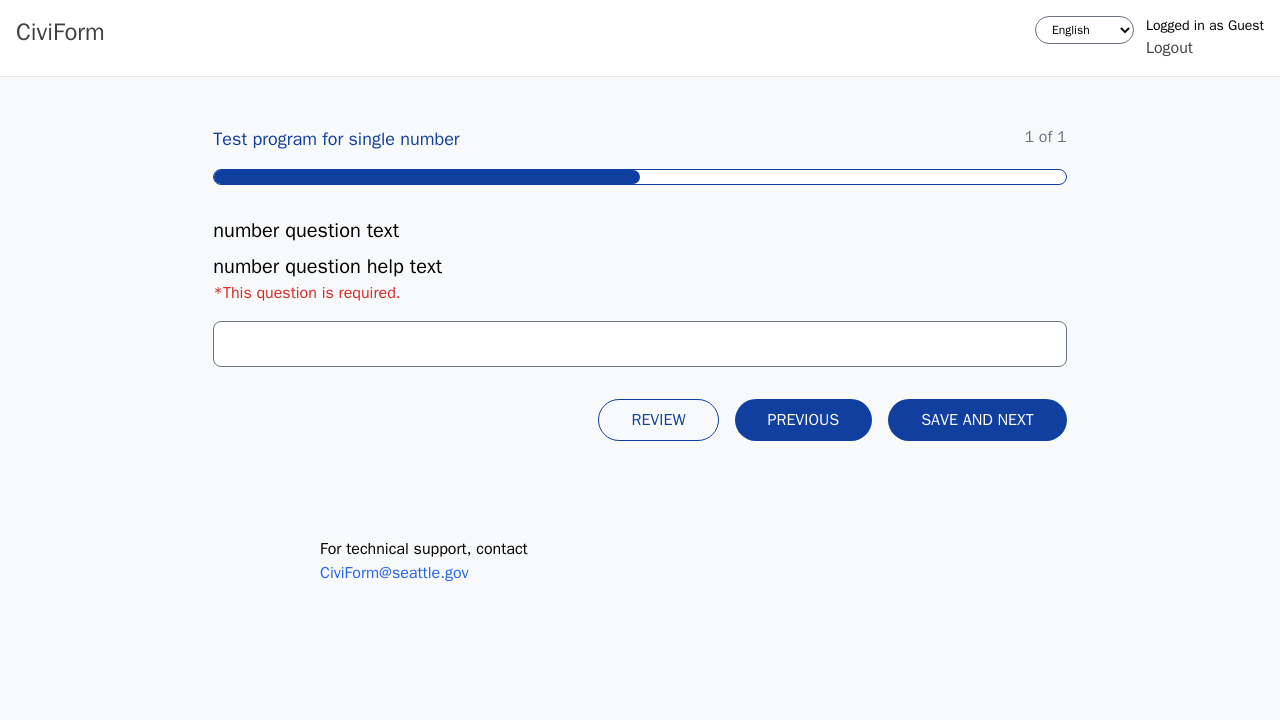 CiviForm
English
Logged in as Guest
Logout
Test program for single number
1 of 1
number question text
number question help text
*This question is required.
REVIEW
PREVIOUS
SAVE AND NEXT
For technical support, contact
CiviForm@seattle.gov